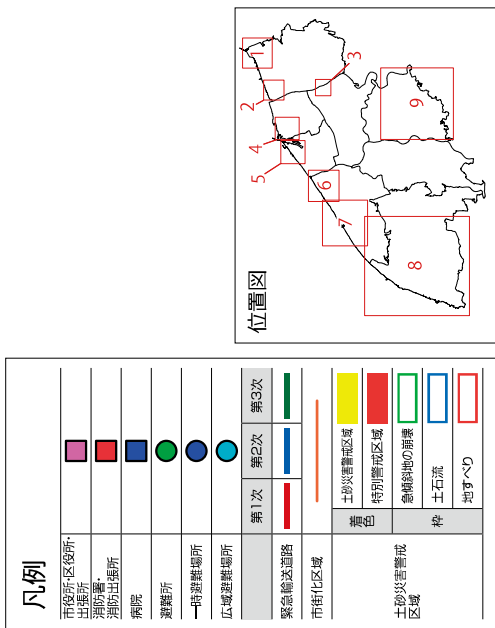 凡例
市役所・区役所・
出張所
消防署・
消防出張所
病院
避難所
一時避難場所
広域避難場所
第1次 第2次 第3次
緊急輸送道路
市街化区域
土砂災害警戒
区域
着色
土砂災害警戒区域
特別警戒区域
枠
急傾斜地の崩壊
土石流
地すべり
位置図
1
2
3
4
5
6
7
8
9